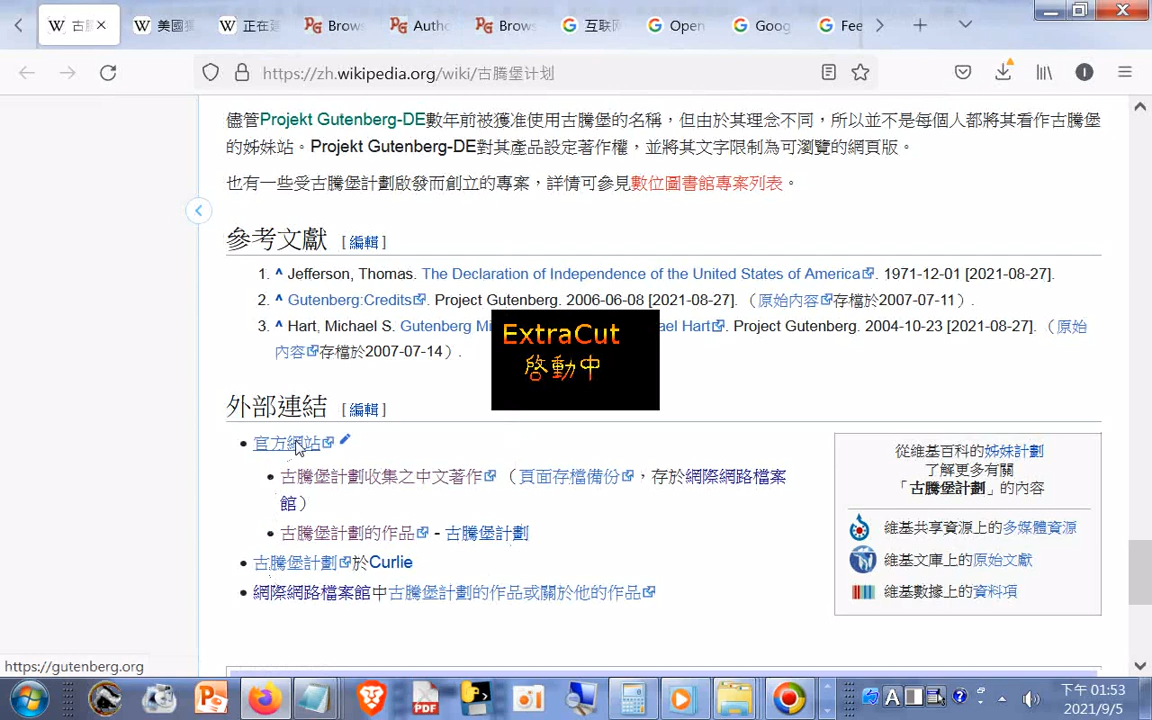 古
美國
正在
Brow
Autho
Brows
互联
Open
Goog
Fee
https://zh.wikipedia.org/wiki/古腾堡计划
儘管Projekt Gutenberg-DE數年前被獲准使用古騰堡的名稱，但由於其理念不同，所以並不是每個人都將其看作古騰堡
的姊妹站。Projekt Gutenberg-DE對其產品設定著作權，並將其文字限制為可瀏覽的網頁版。
也有一些受古騰堡計劃啟發而創立的專案，詳情可參見數位圖書館專案列表。
參考文獻 [編輯]
1. ^ Jefferson, Thomas. The Declaration of Independence of the United States of America. 1971-12-01 [2021-08-27].
2. ^ Gutenberg:Credits. Project Gutenberg. 2006-06-08 [2021-08-27]. （原始內容存檔於2007-07-11）.
3. ^ Hart, Michael S. Gutenberg Mi ael Hart. Project Gutenberg. 2004-10-23 [2021-08-27]. （原始
內容存檔於2007-07-14）.
ExtraCut
啓動中
外部連結 [編輯]
• 官方網站
• 古騰堡計劃收集之中文著作 （頁面存檔備份，存於網際網路檔案
館）
• 古騰堡計劃的作品 - 古騰堡計劃
• 古騰堡計劃於Curlie
• 網際網路檔案館中古騰堡計劃的作品或關於他的作品
從維基百科的姊妹計劃
了解更多有關
「古騰堡計劃」的內容
維基共享資源上的多媒體資源
維基文庫上的原始文獻
維基數據上的資料項
https://gutenberg.org
PDF
A
下午 01:53
2021/9/5